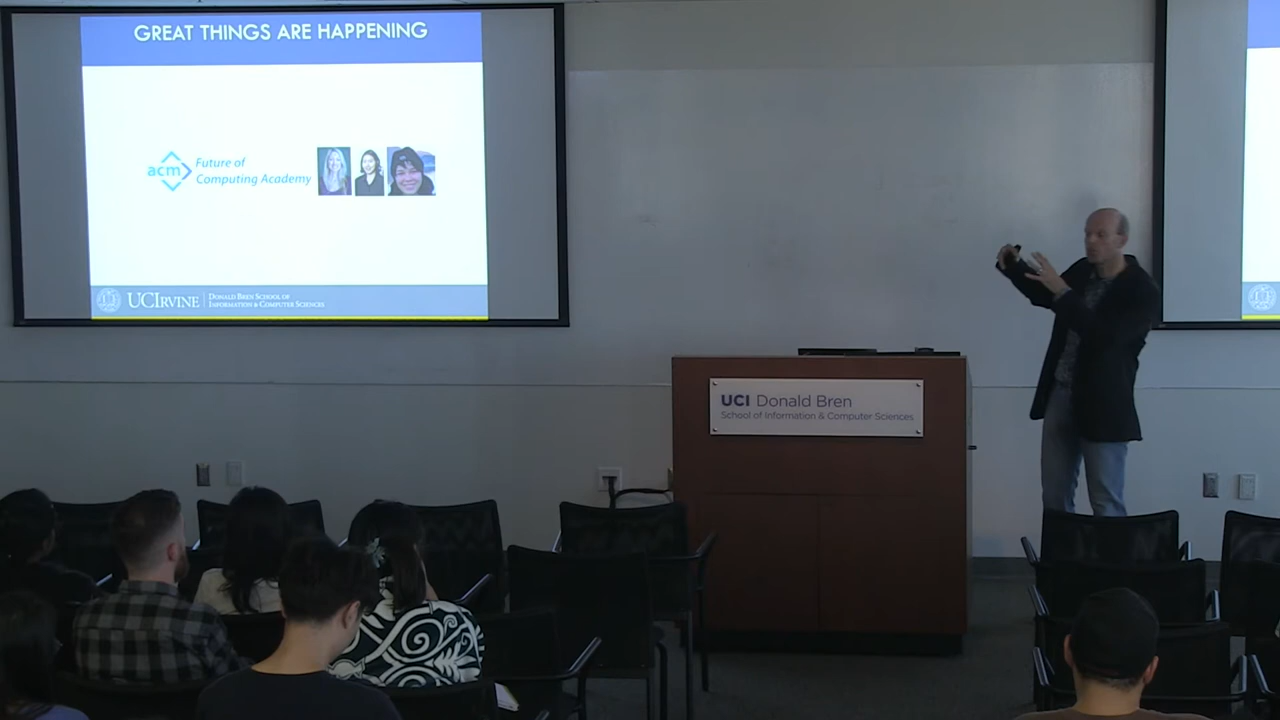 GREAT THINGS ARE HAPPENING
acm
Future of
Computing Academy
UCIRVINE
DONALD BREN SCHOOL OF
INFORMATION & COMPUTER SCIENCES
UCI Donald Bren
School of Information & Computer Sciences